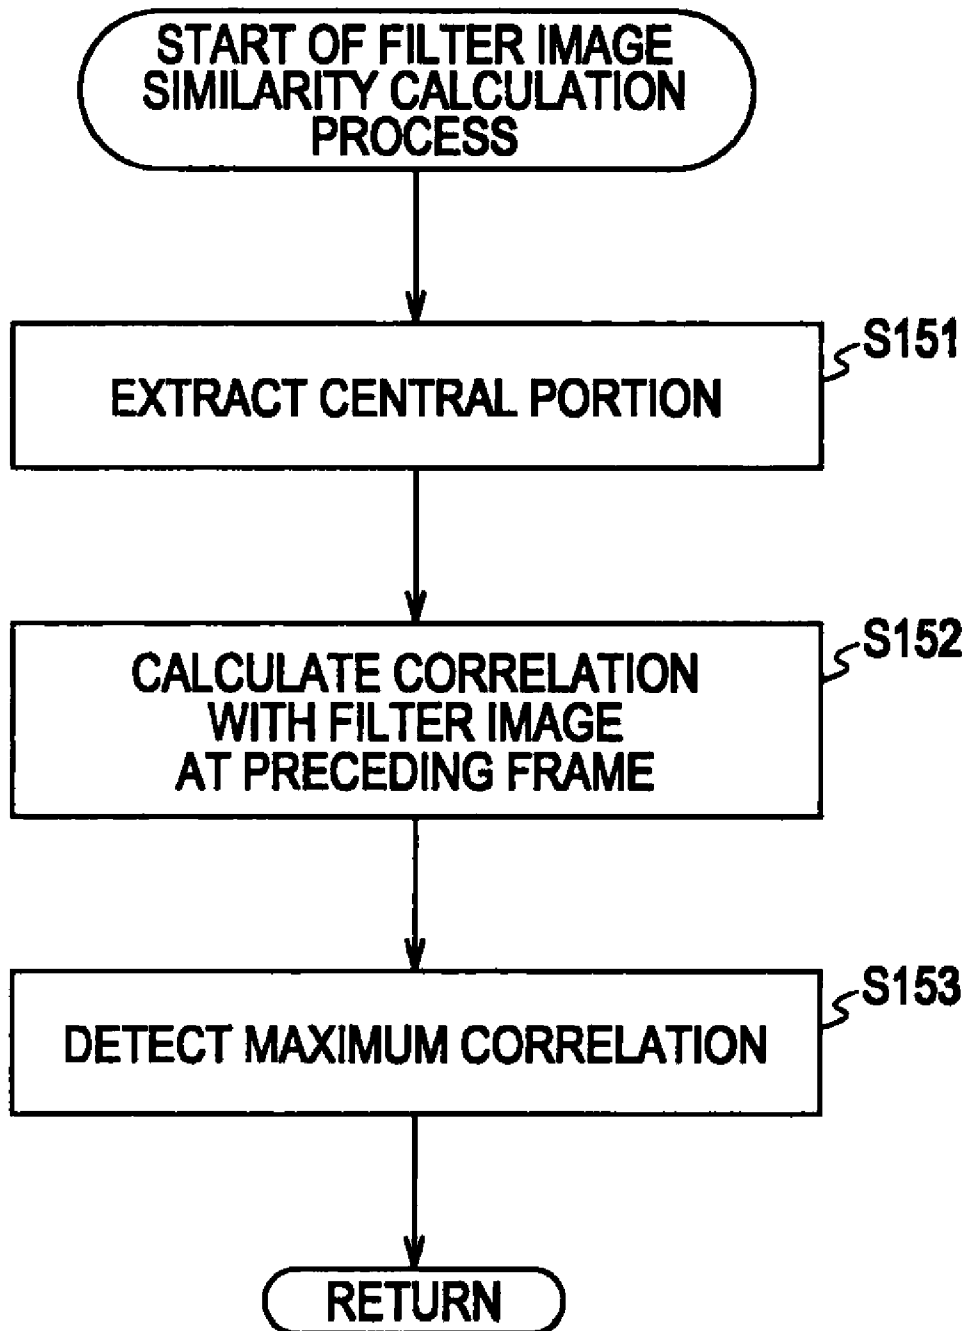 START OF FILTER IMAGE
SIMILARITY CALCULATION
PROCESS
S151
EXTRACT CENTRAL PORTION
S152
CALCULATE CORRELATION
WITH FILTER IMAGE
AT PRECEDING FRAME
S153
DETECT MAXIMUM CORRELATION
RETURN